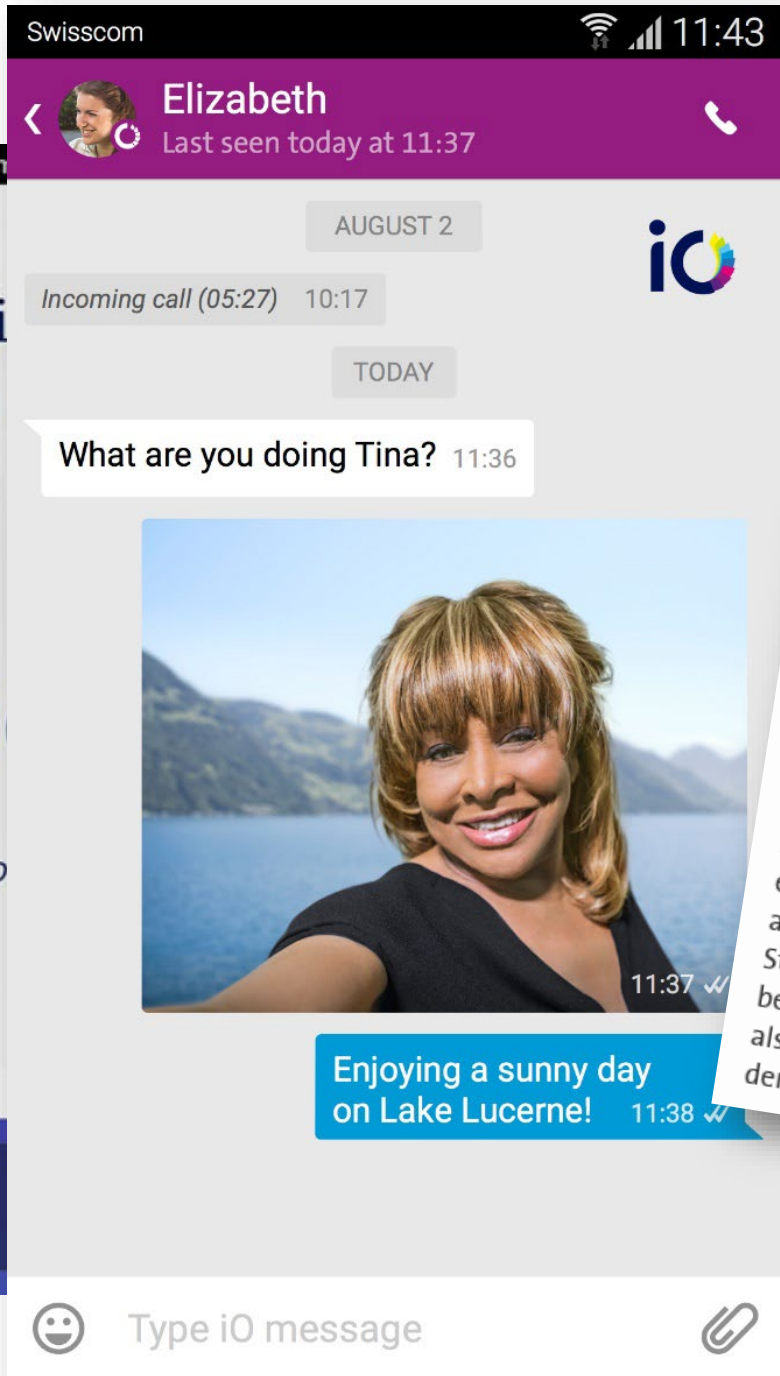 Swisscom 11:43
Elizabeth
Last seen today at 11:37
AUGUST 2
iO
Incoming call (05:27) 10:17
TODAY
What are you doing Tina? 11:36
11:37
Enjoying a sunny day
on Lake Lucerne! 11:38
Type iO message